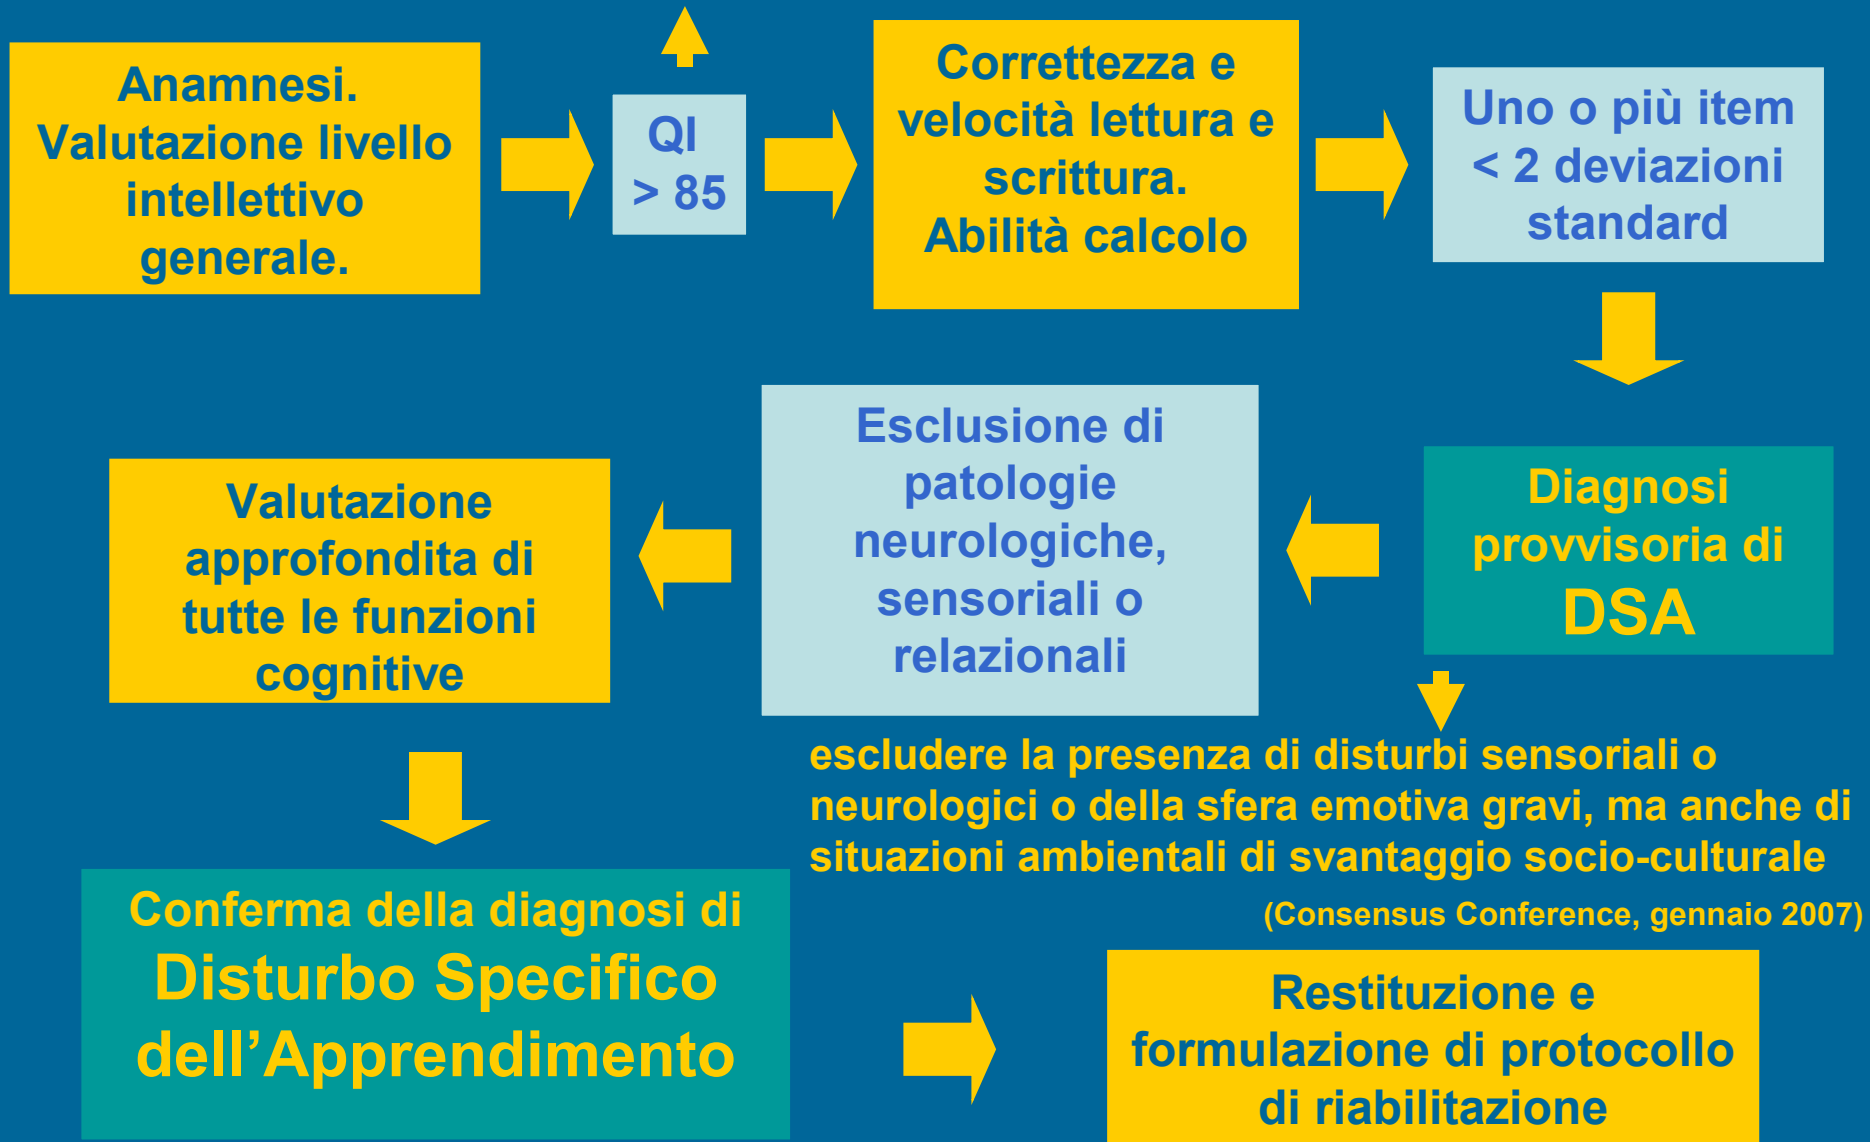 Anamnesi.
Valutazione livello
intellettivo
generale.
QI
> 85
Correttezza e
velocità lettura e
scrittura.
Abilità calcolo
Uno o più item
< 2 deviazioni
standard
Diagnosi
provvisoria di
DSA
escludere la presenza di disturbi sensoriali o
neurologici o della sfera emotiva gravi, ma anche di
situazioni ambientali di svantaggio socio-culturale
(Consensus Conference, gennaio 2007)
Esclusione di
patologie
neurologiche,
sensoriali o
relazionali
Valutazione
approfondita di
tutte le funzioni
cognitive
Conferma della diagnosi di
Disturbo Specifico
dell’Apprendimento
Restituzione e
formulazione di protocollo
di riabilitazione